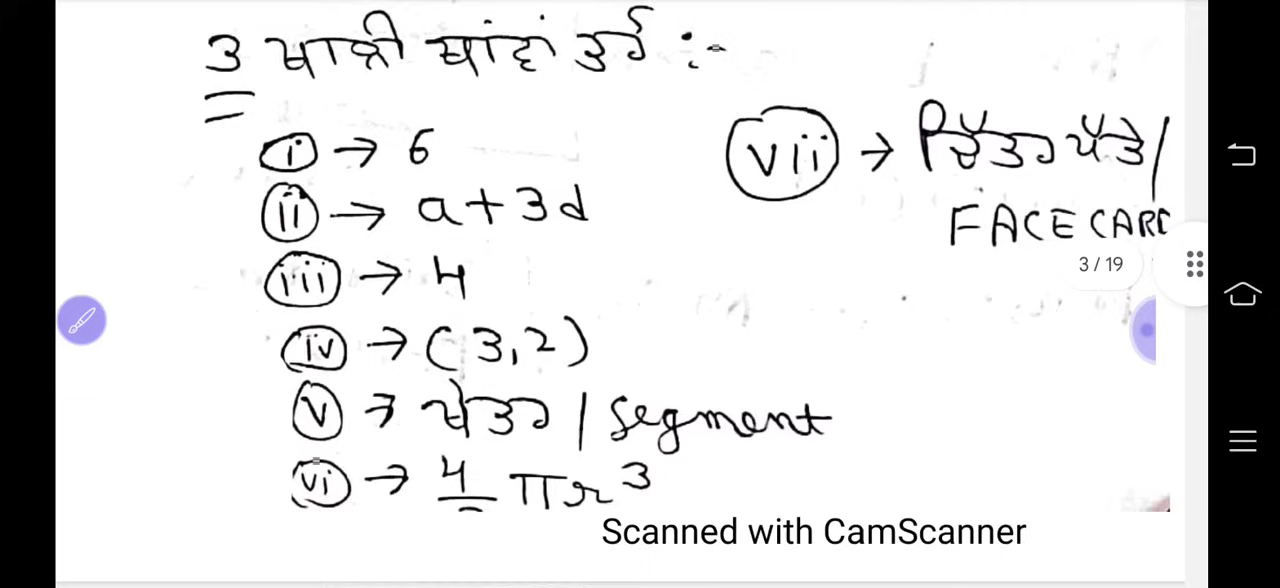 3 ਖਾਲੀ ਥਾਂਵਾਂ ਭਰੋ :-
i → 6
ii → a + 3d
iii → 4
iv → (3,2)
v → / segment
vi → 4 πr³
vii → ਪੱਤੇ /
FACE CARD
3/19
Scanned with CamScanner